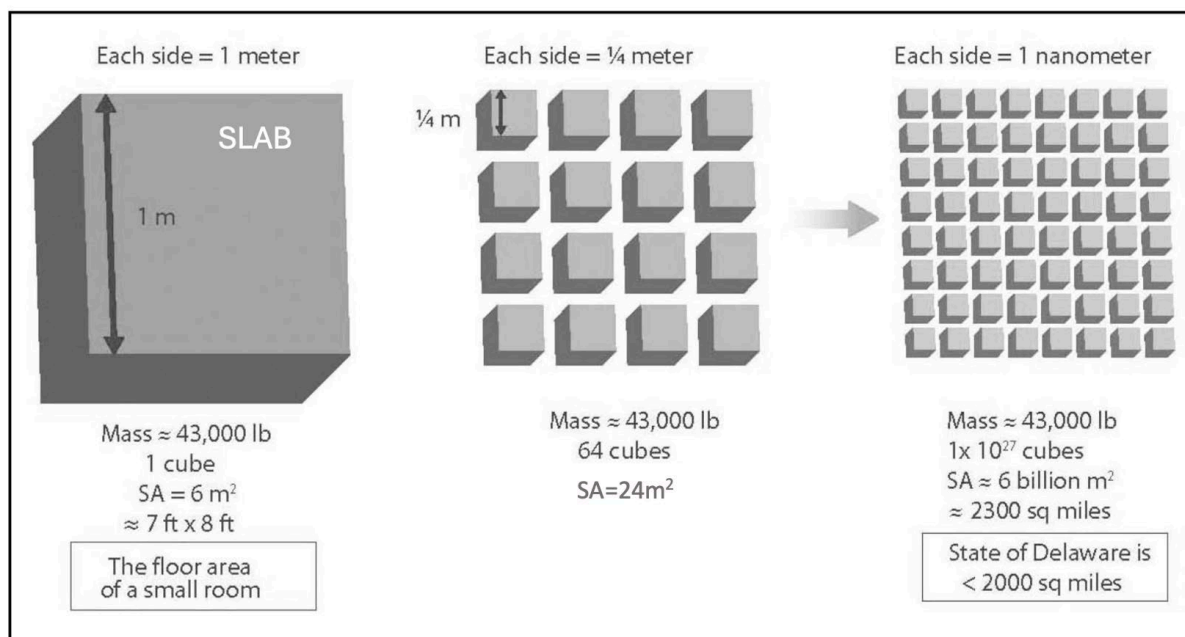 Each side = 1 meter
SLAB
1 m
Mass ≈ 43,000 lb
1 cube
SA = 6 m²
≈ 7 ft x 8 ft
The floor area
of a small room
Each side = ¼ meter
¼ m
Mass ≈ 43,000 lb
64 cubes
SA=24m²
Each side = 1 nanometer
Mass ≈ 43,000 lb
1x 10²⁷ cubes
SA ≈ 6 billion m²
≈ 2300 sq miles
State of Delaware is
< 2000 sq miles